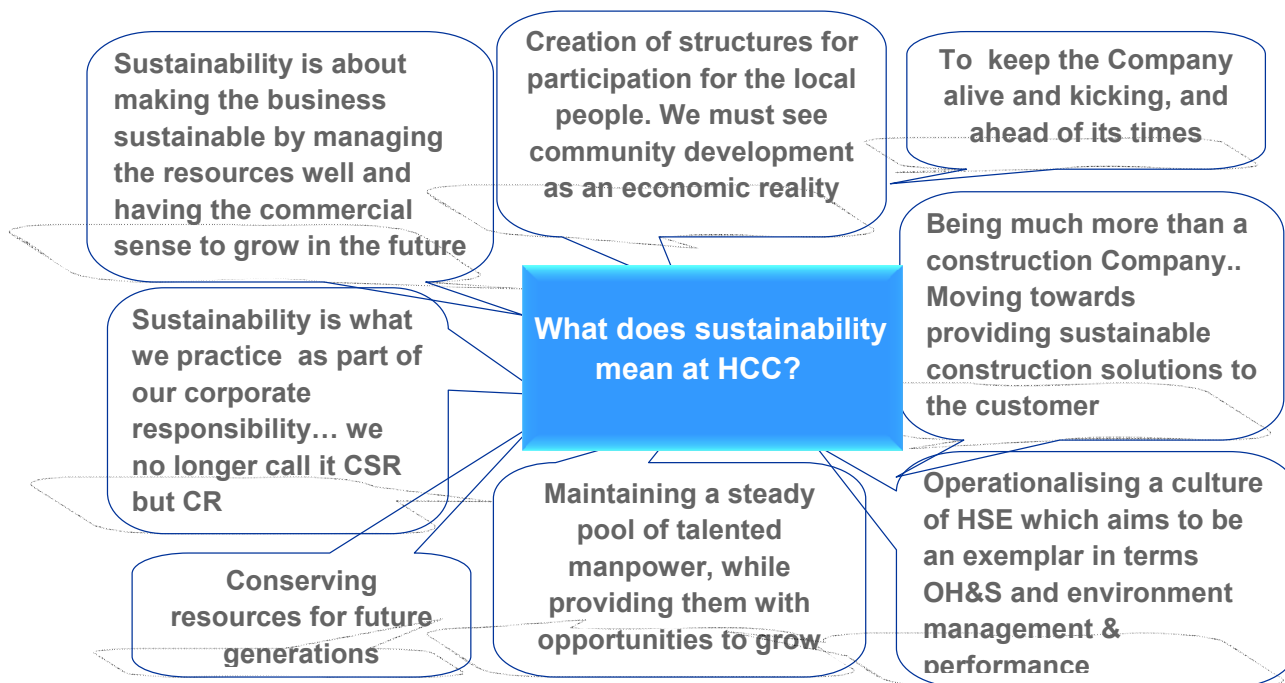 Sustainability is about
making the business
sustainable by managing
the resources well and
having the commercial
sense to grow in the future
Creation of structures for
participation for the local
people. We must see
community development
as an economic reality
To keep the Company
alive and kicking, and
ahead of its times
Sustainability is what
we practice as part of
our corporate
responsibility… we
no longer call it CSR
but CR
What does sustainability
mean at HCC?
Being much more than a
construction Company..
Moving towards
providing sustainable
construction solutions to
the customer
Conserving
resources for future
generations
Maintaining a steady
pool of talented
manpower, while
providing them with
opportunities to grow
Operationalising a culture
of HSE which aims to be
an exemplar in terms
OH&S and environment
management &
performance